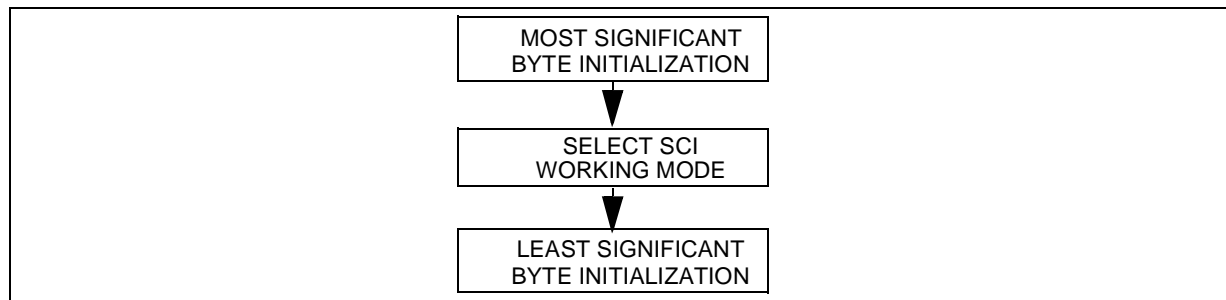 MOST SIGNIFICANT
BYTE INITIALIZATION
SELECT SCI
WORKING MODE
LEAST SIGNIFICANT
BYTE INITIALIZATION